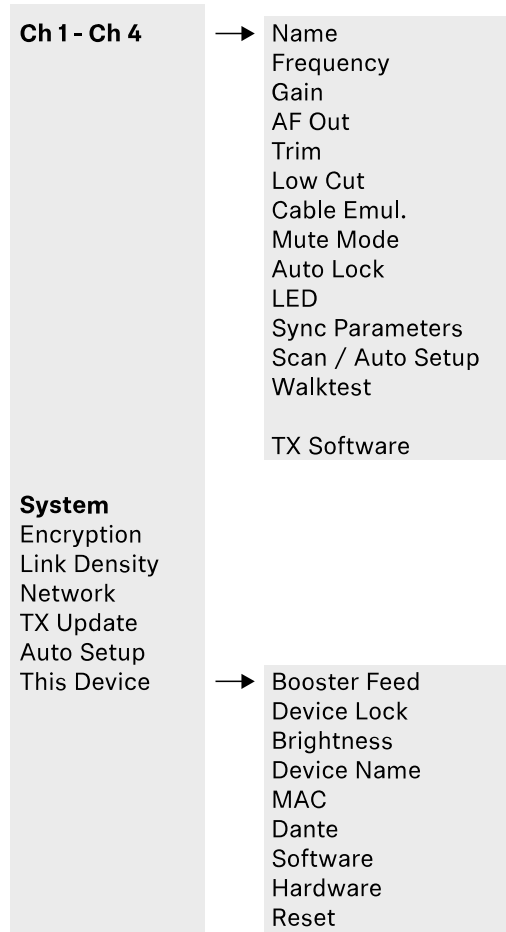 Ch 1 - Ch 4
Name
Frequency
Gain
AF Out
Trim
Low Cut
Cable Emul.
Mute Mode
Auto Lock
LED
Sync Parameters
Scan / Auto Setup
Walktest
TX Software
System
Encryption
Link Density
Network
TX Update
Auto Setup
This Device
Booster Feed
Device Lock
Brightness
Device Name
MAC
Dante
Software
Hardware
Reset